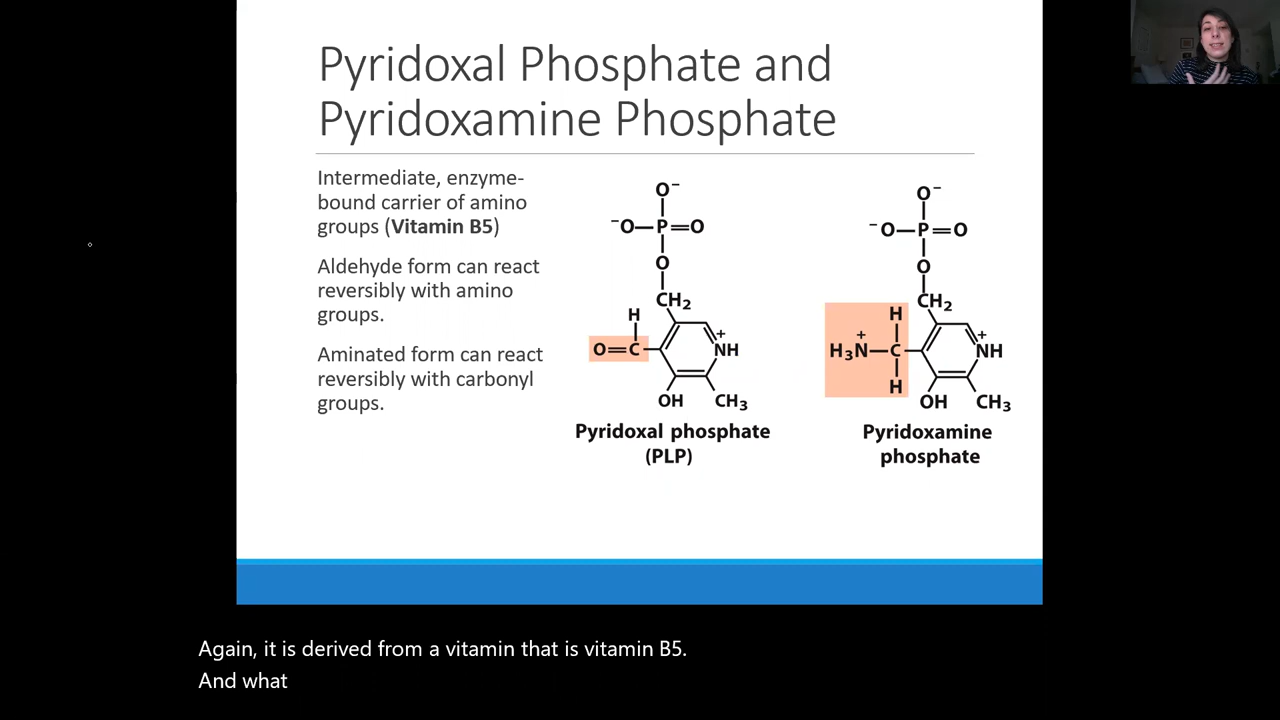 Pyridoxal Phosphate and
Pyridoxamine Phosphate
Intermediate, enzyme-
bound carrier of amino
groups (Vitamin B5)
Aldehyde form can react
reversibly with amino
groups.
Aminated form can react
reversibly with carbonyl
groups.
O⁻
⁻O—P=O
O
CH₂
H
O=C
+
NH
OH
CH₃
Pyridoxal phosphate
(PLP)
O⁻
⁻O—P=O
O
CH₂
H
+
H₃N—C
+
NH
H
OH
CH₃
Pyridoxamine
phosphate
Again, it is derived from a vitamin that is vitamin B5.
And what